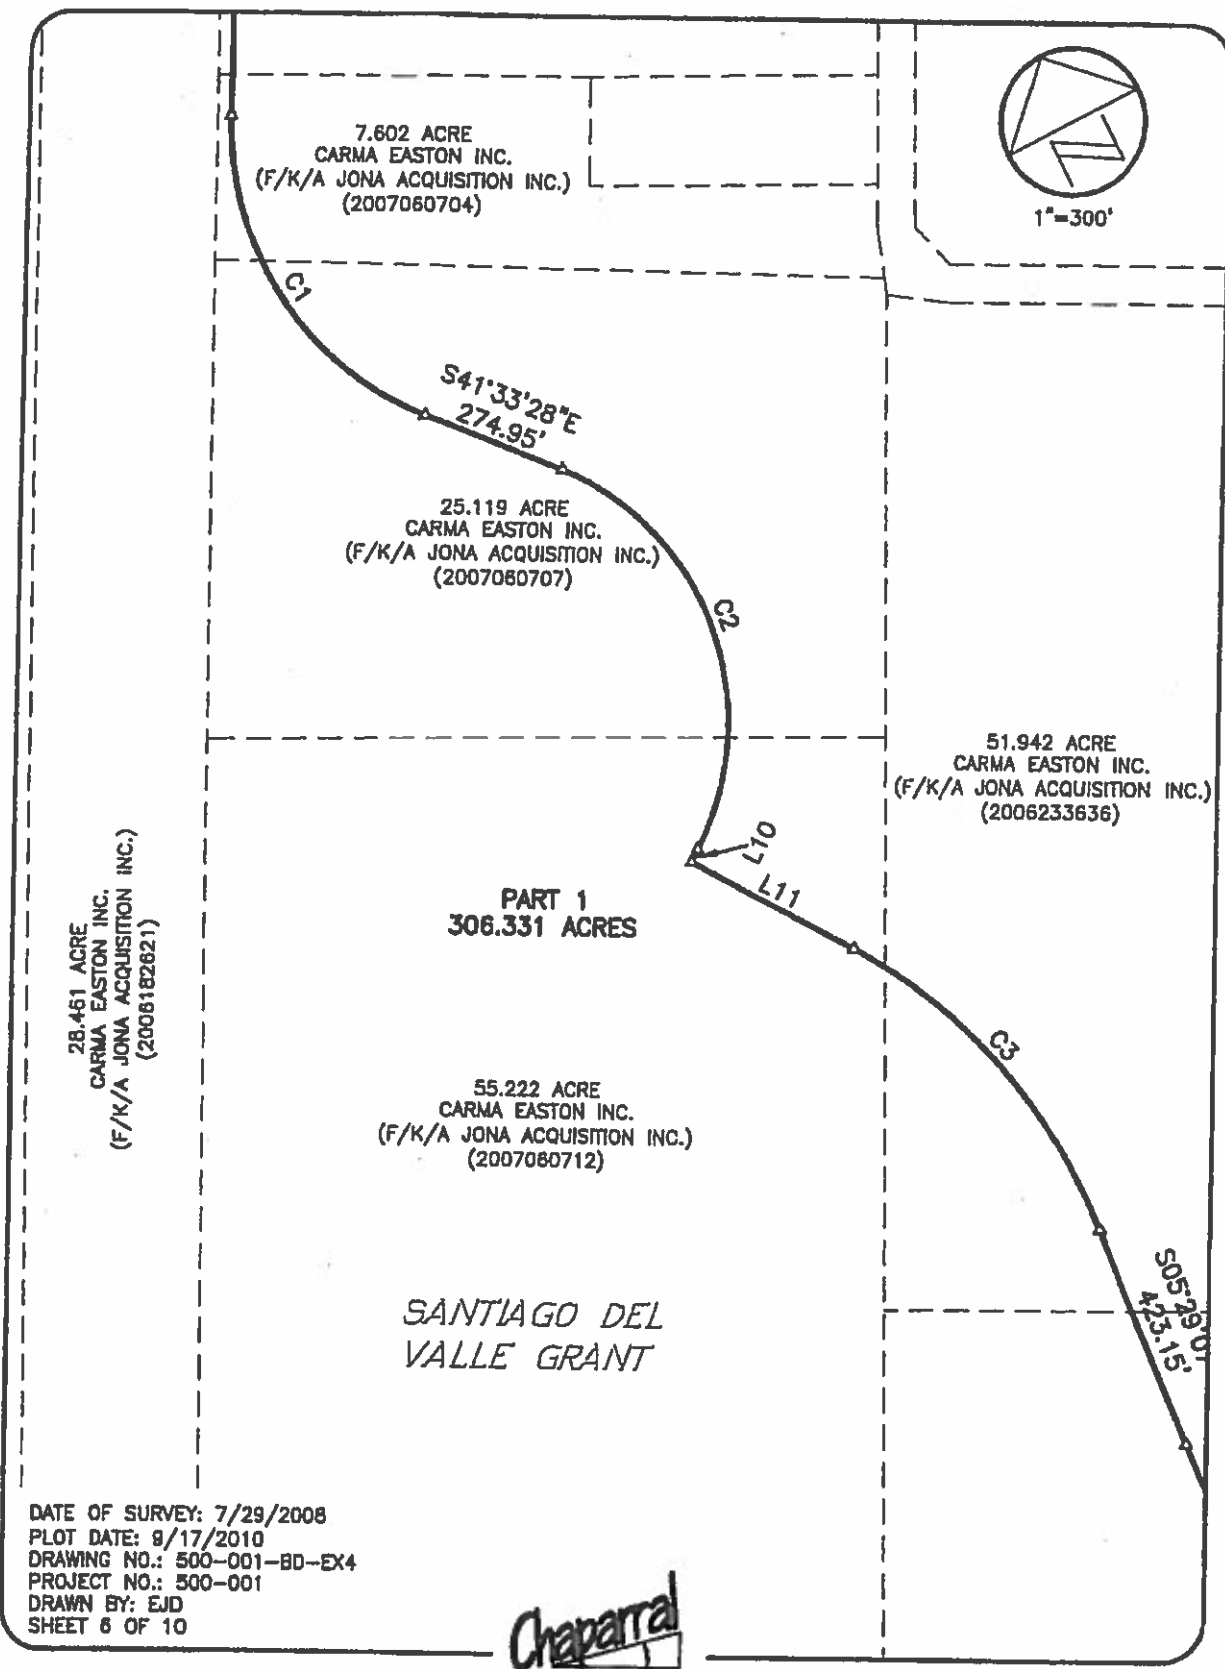 7.602 ACRE
CARMA EASTON INC.
(F/K/A JONA ACQUISITION INC.)
(2007060704)
1"=300'
C1
S41°33'28"E
274.95'
25.119 ACRE
CARMA EASTON INC.
(F/K/A JONA ACQUISITION INC.)
(2007060707)
C2
51.942 ACRE
CARMA EASTON INC.
(F/K/A JONA ACQUISITION INC.)
(2006233636)
L10
L11
PART 1
306.331 ACRES
28.461 ACRE
CARMA EASTON INC.
(F/K/A JONA ACQUISITION INC.)
(2006182621)
C3
55.222 ACRE
CARMA EASTON INC.
(F/K/A JONA ACQUISITION INC.)
(2007060712)
S05°29'07
423.15'
SANTIAGO DEL
VALLE GRANT
DATE OF SURVEY: 7/29/2008
PLOT DATE: 9/17/2010
DRAWING NO.: 500-001-BD-EX4
PROJECT NO.: 500-001
DRAWN BY: EJD
SHEET 6 OF 10
Chaparral